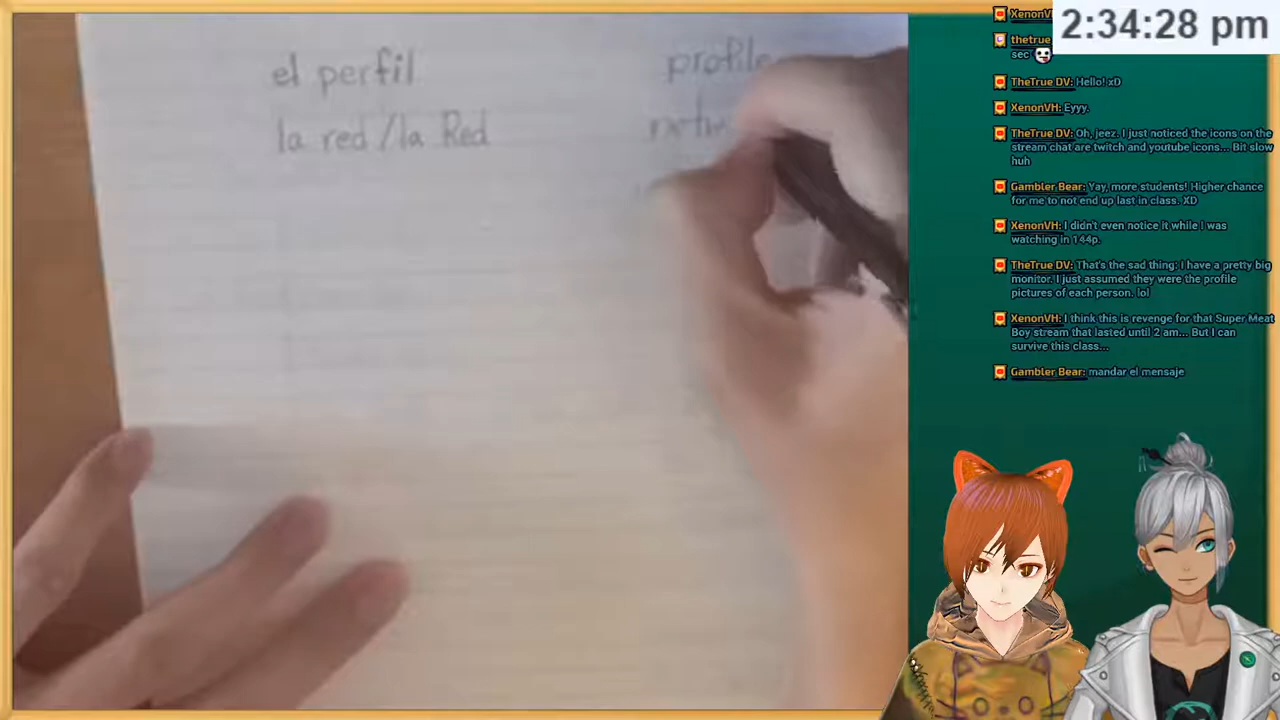 2:34:28 pm
XenonVH
thetrue
sec
TheTrue DV: Hello! xD
XenonVH: Eyyy.
TheTrue DV: Oh, jeez. I just noticed the icons on the
stream chat are twitch and youtube icons... Bit slow
huh
Gambler Bear: Yay, more students! Higher chance
for me to not end up last in class. XD
XenonVH: I didn't even notice it while I was
watching in 144p.
TheTrue DV: That's the sad thing: I have a pretty big
monitor. I just assumed they were the profile
pictures of each person. lol
XenonVH: I think this is revenge for that Super Meat
Boy stream that lasted until 2 am... But I can
survive this class...
Gambler Bear: mandar el mensaje
el perfil profile
la red / la Red